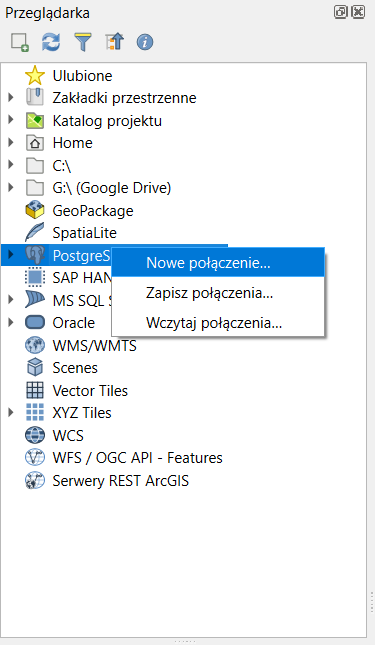 Przeglądarka
Ulubione
Zakładki przestrzenne
Katalog projektu
Home
C:\
G:\ (Google Drive)
GeoPackage
SpatiaLite
PostgreS
Nowe połączenie...
SAP HAN
Zapisz połączenia...
MS SQL S
Oracle
Wczytaj połączenia...
WMS/WMTS
Scenes
Vector Tiles
XYZ Tiles
WCS
WFS / OGC API - Features
Serwery REST ArcGIS